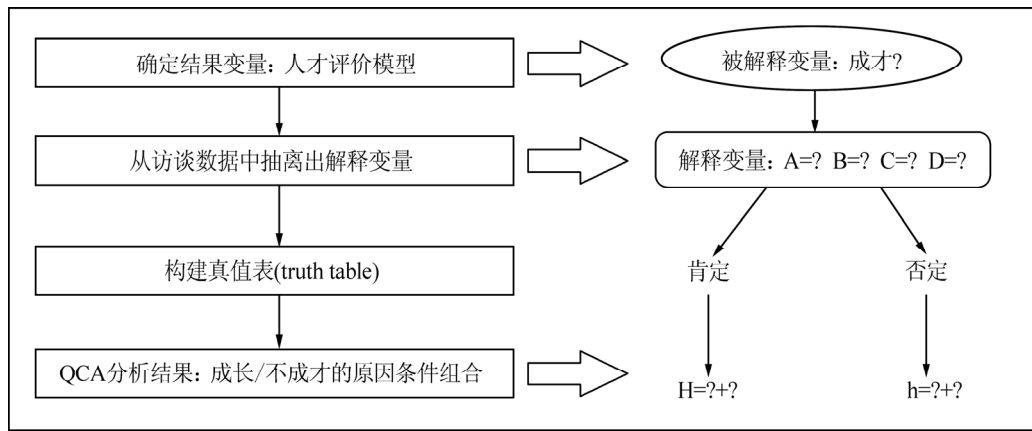 确定结果变量：人才评价模型
被解释变量：成才?
从访谈数据中抽离出解释变量
解释变量：A=? B=? C=? D=?
构建真值表(truth table)
肯定
否定
QCA分析结果：成长/不成才的原因条件组合
H=?+?
h=?+?